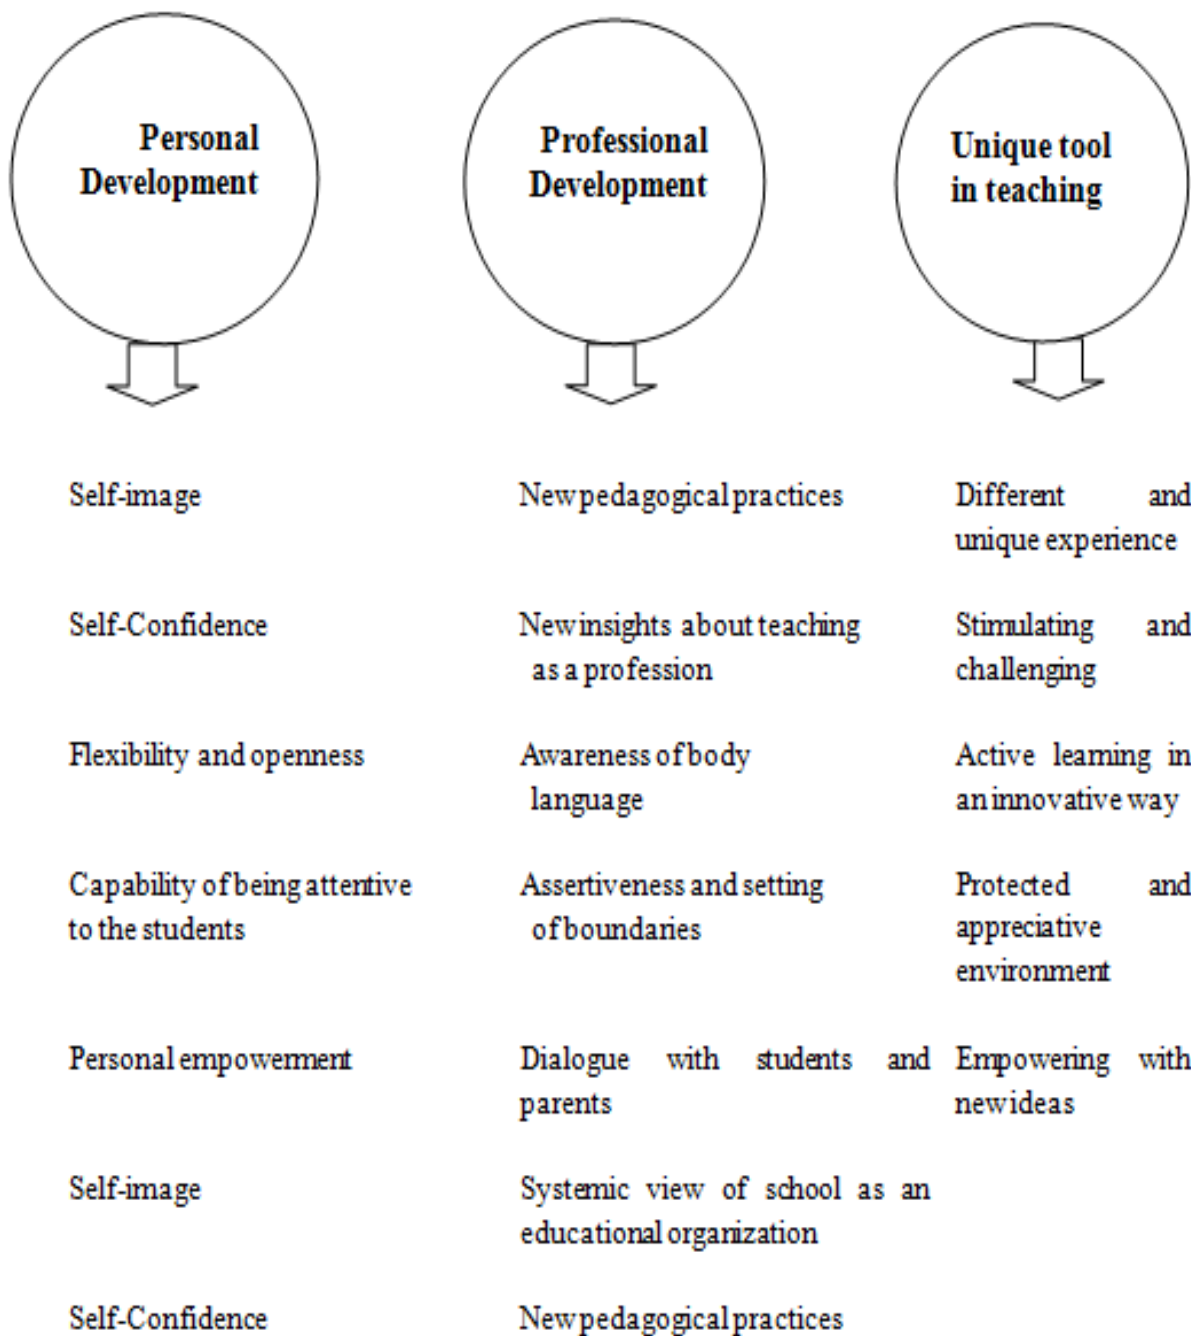 Personal
Development
Professional
Development
Unique tool
in teaching
Self-image
New pedagogical practices
Different and
unique experience
Self-Confidence
New insights about teaching
as a profession
Stimulating and
challenging
Flexibility and openness
Awareness of body
language
Active learning in
an innovative way
Capability of being attentive
to the students
Assertiveness and setting
of boundaries
Protected and
appreciative
environment
Personal empowerment
Dialogue with students and
parents
Empowering with
new ideas
Self-image
Systemic view of school as an
educational organization
Self-Confidence
New pedagogical practices